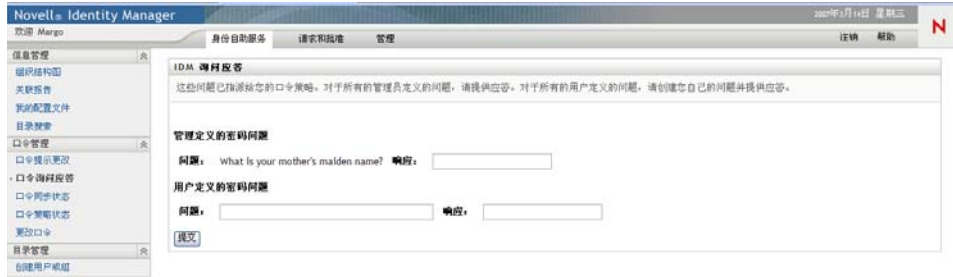 Novell® Identity Manager
2007年3月14日 星期三
欢迎 Margo
身份自助服务 请求和批准 管理
注销 帮助
N
信息管理
组织结构图
关联报告
我的配置文件
目录搜索
口令管理
口令提示更改
口令询问应答
口令同步状态
口令策略状态
更改口令
目录管理
创建用户或组
IDM 询问应答
这些问题已指派给您的口令策略。对于所有的管理员定义的问题，请提供应答。对于所有的用户定义的问题，请创建您自己的问题并提供应答。
管理定义的密码问题
问题： What is your mother's maiden name? 响应：
用户定义的密码问题
问题： 响应：
提交